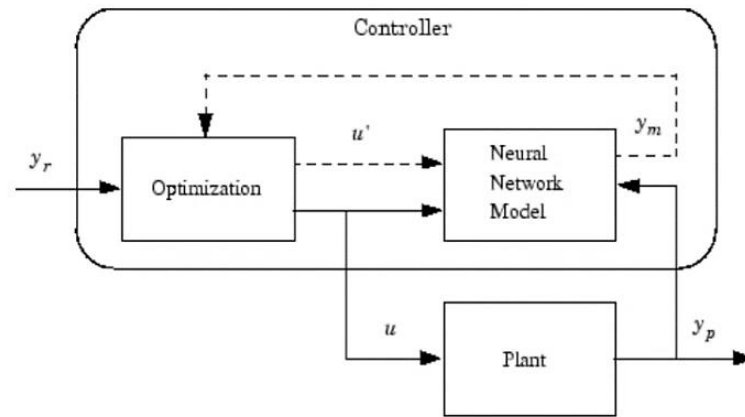 Controller
y_m
u'
y_r
Optimization
Neural
Network
Model
u
Plant
y_p